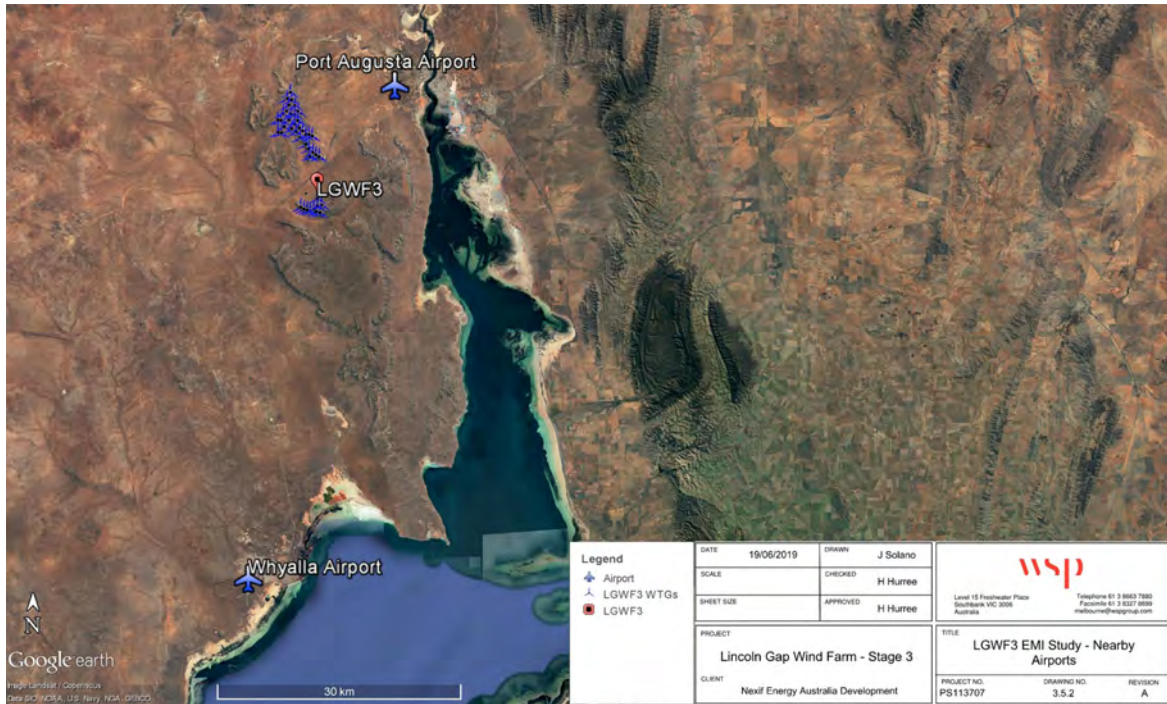 Port Augusta Airport
LGWF3
Whyalla Airport
N
Google earth
Image Landsat / Copernicus
Data SIO, NOAA, U.S. Navy, NGA, GEBCO
30 km
Legend
Airport
LGWF3 WTGs
LGWF3
DATE 19/06/2019
DRAWN J Solano
SCALE
CHECKED H Hurree
SHEET SIZE
APPROVED H Hurree
PROJECT
Lincoln Gap Wind Farm - Stage 3
CLIENT
Nexif Energy Australia Development
wsp
Level 15 Freshwater Place
Southbank VIC 3006
Australia
Telephone 61 3 8663 7880
Facsimile 61 3 8327 8699
melbourne@wspgroup.com
TITLE
LGWF3 EMI Study - Nearby
Airports
PROJECT NO. DRAWING NO. REVISION
PS113707 3.5.2 A